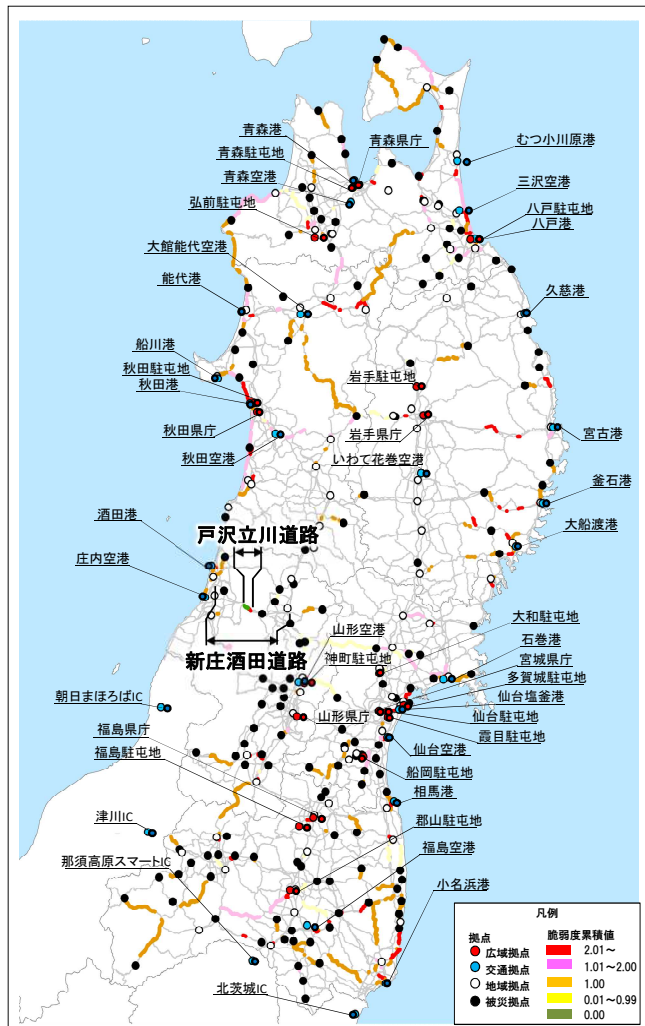 青森港
青森駐屯地
青森空港
弘前駐屯地
大館能代空港
能代港
船川港
秋田駐屯地
秋田港
秋田県庁
秋田空港
酒田港
庄内空港
朝日まほろばIC
福島県庁
福島駐屯地
津川IC
那須高原スマートIC
北茨城IC
青森県庁
むつ小川原港
三沢空港
八戸駐屯地
八戸港
久慈港
岩手駐屯地
岩手県庁
宮古港
いわて花巻空港
釜石港
大船渡港
戸沢立川道路
新庄酒田道路
山形空港
神町駐屯地
山形県庁
大和駐屯地
石巻港
宮城県庁
多賀城駐屯地
仙台塩釜港
仙台駐屯地
霞目駐屯地
仙台空港
船岡駐屯地
相馬港
郡山駐屯地
福島空港
小名浜港
凡例
拠点
広域拠点
交通拠点
地域拠点
被災拠点
脆弱度累積値
2.01～
1.01～2.00
1.00
0.01～0.99
0.00